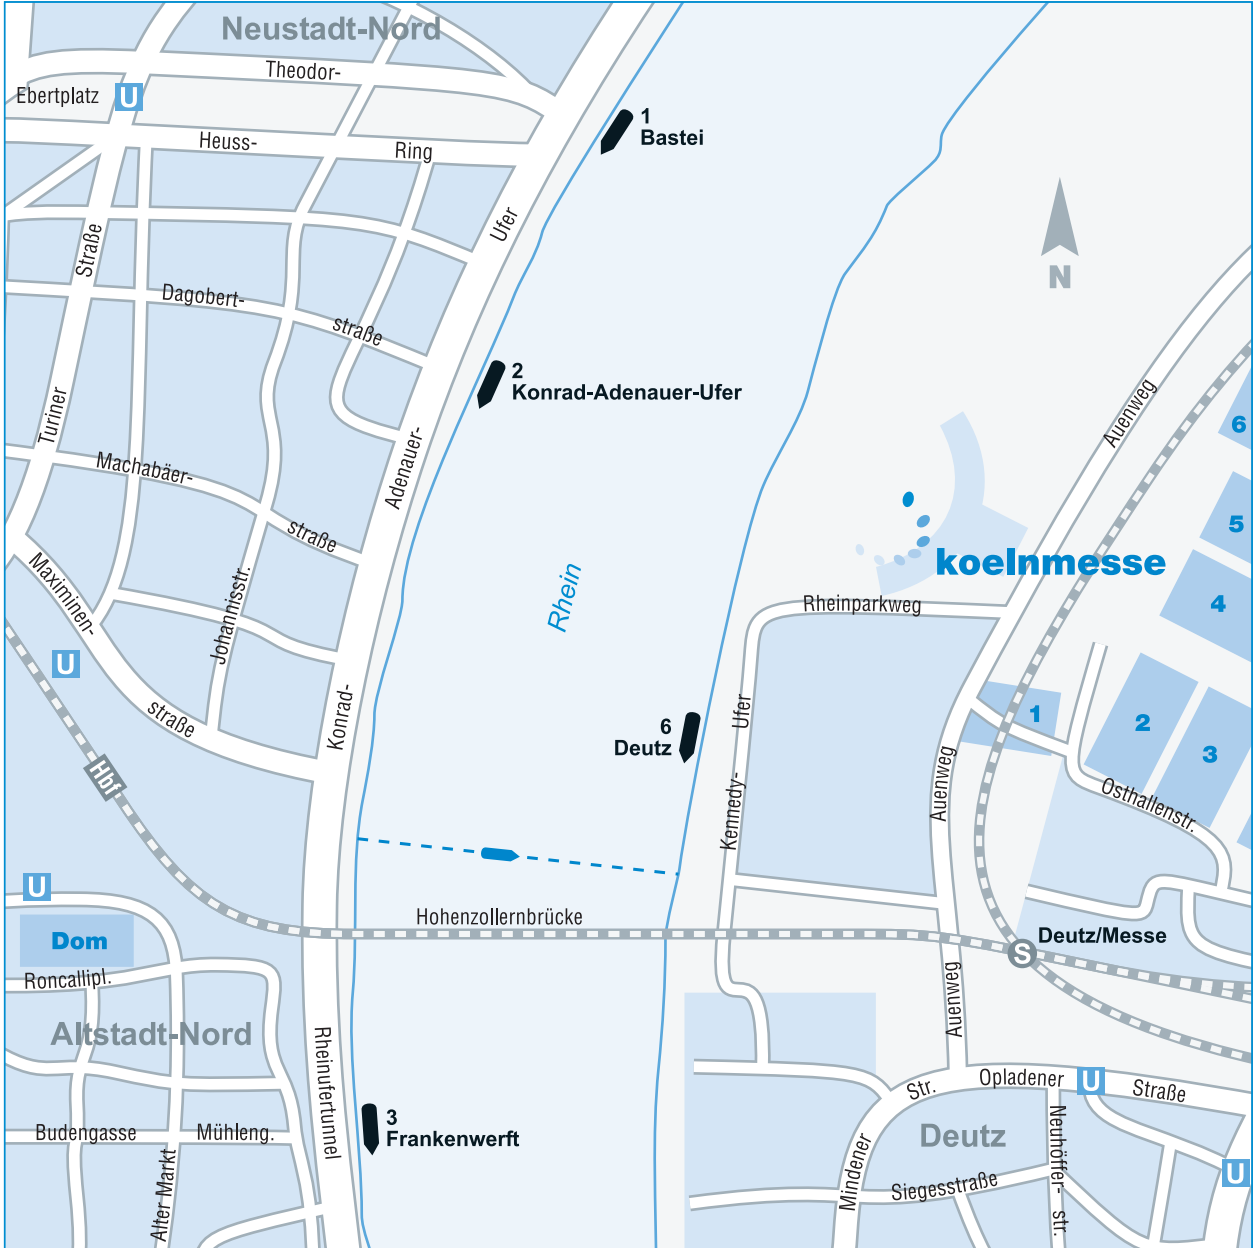 Neustadt-Nord
Theodor-
Ebertplatz U
1
Bastei
Heuss-
Ring
Ufer
Straße
N
Dagobert-
straße
2
Konrad-Adenauer-Ufer
Turiner
Auenweg
6
Adenauer-
Machabäer-
straße
5
koelnmesse
Rhein
Maximinen-
Johannisstr.
Rheinparkweg
4
U
straße
Konrad-
Ufer
6
Deutz
1
2
3
Hbf
Kennedy-
Auenweg
Osthallenstr.
U
Hohenzollernbrücke
Dom
Deutz/Messe
S
Roncallipl.
Auenweg
Altstadt-Nord
Rheinufertunnel
Str.
Opladener
U
Straße
3
Frankenwerft
Budengasse
Mühleng.
Alter Markt
Deutz
Neuhöffer-
str.
Mindener
Siegesstraße
U